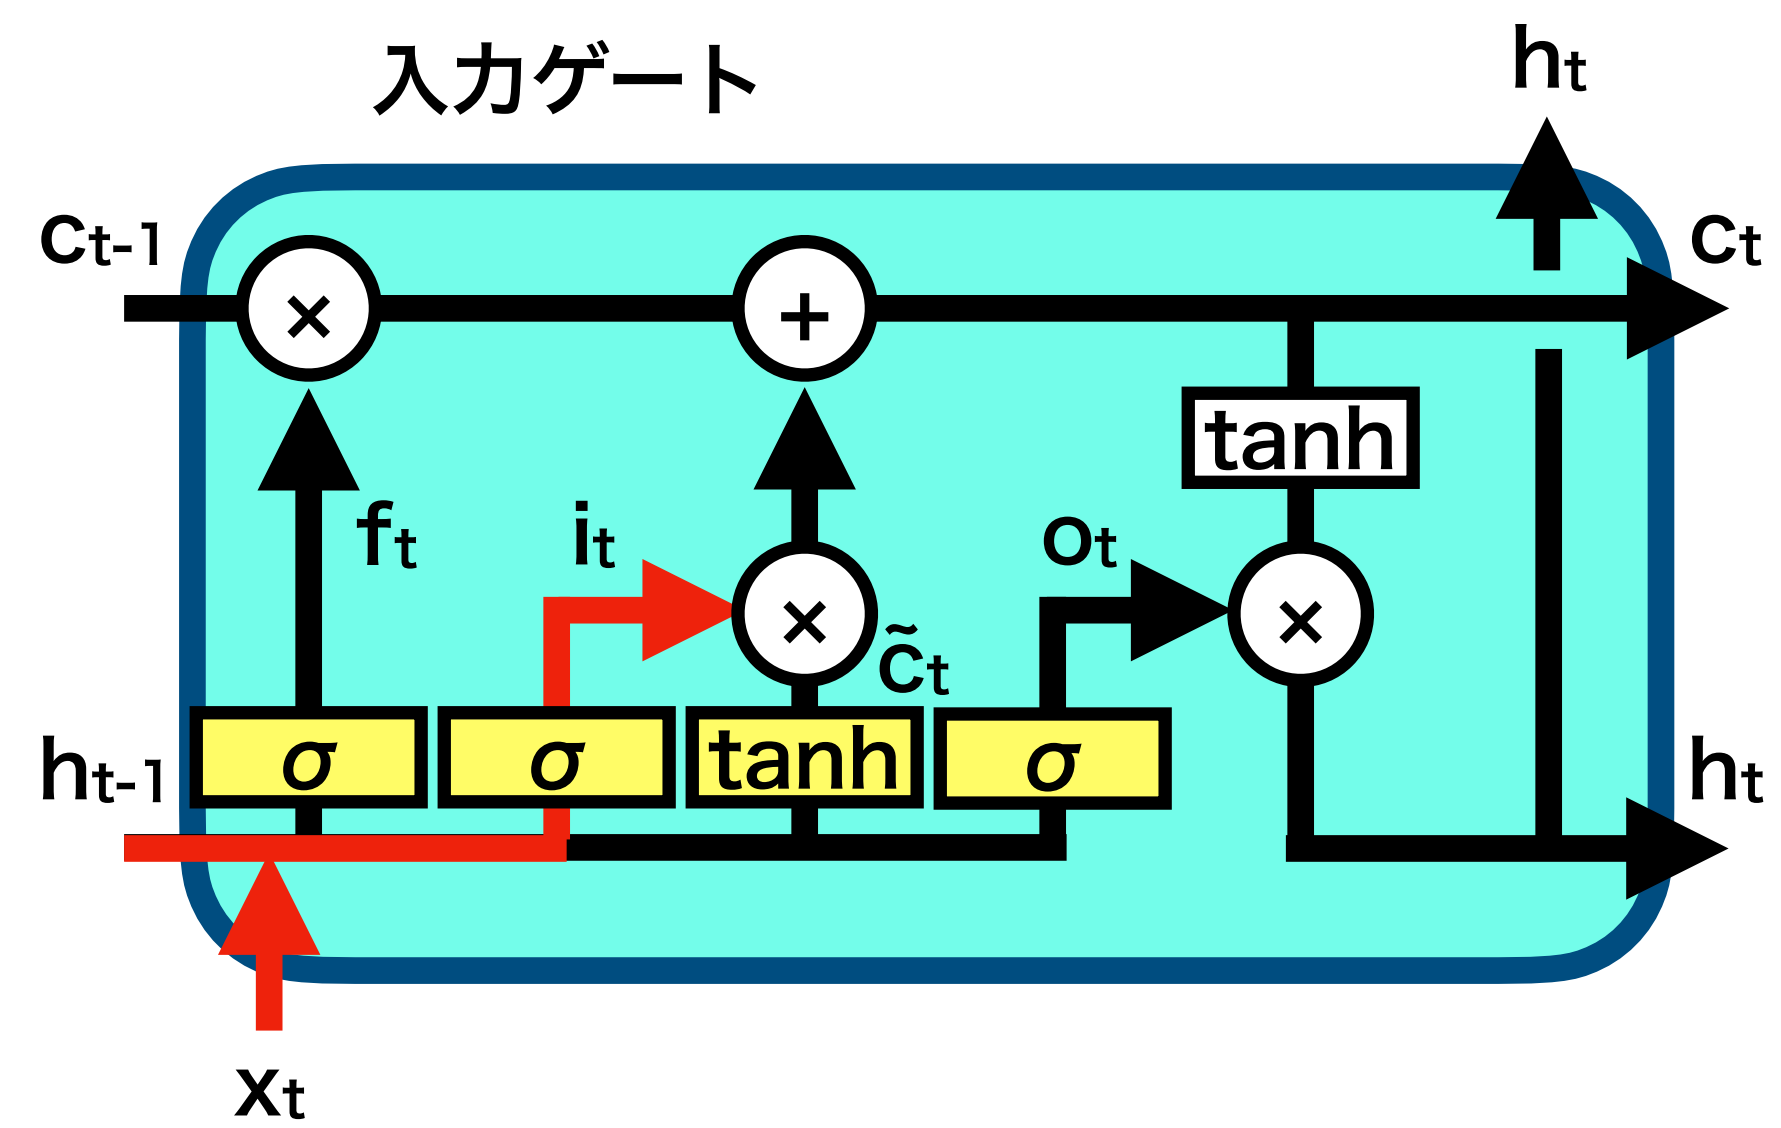 入力ゲート
ht
Ct-1
Ct
×
+
tanh
ft
it
ot
×
×
c̃t
ht-1
σ
σ
tanh
σ
ht
xt